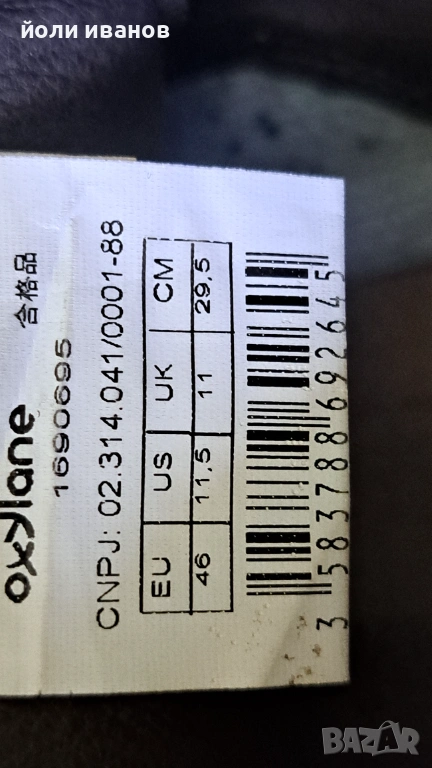 йоли иванов
oxylane
合格品
1690695
CNPJ: 02.314.041/0001-88
EU US UK CM
46 11,5 11 29,5
3 583788 692645
BAZAR